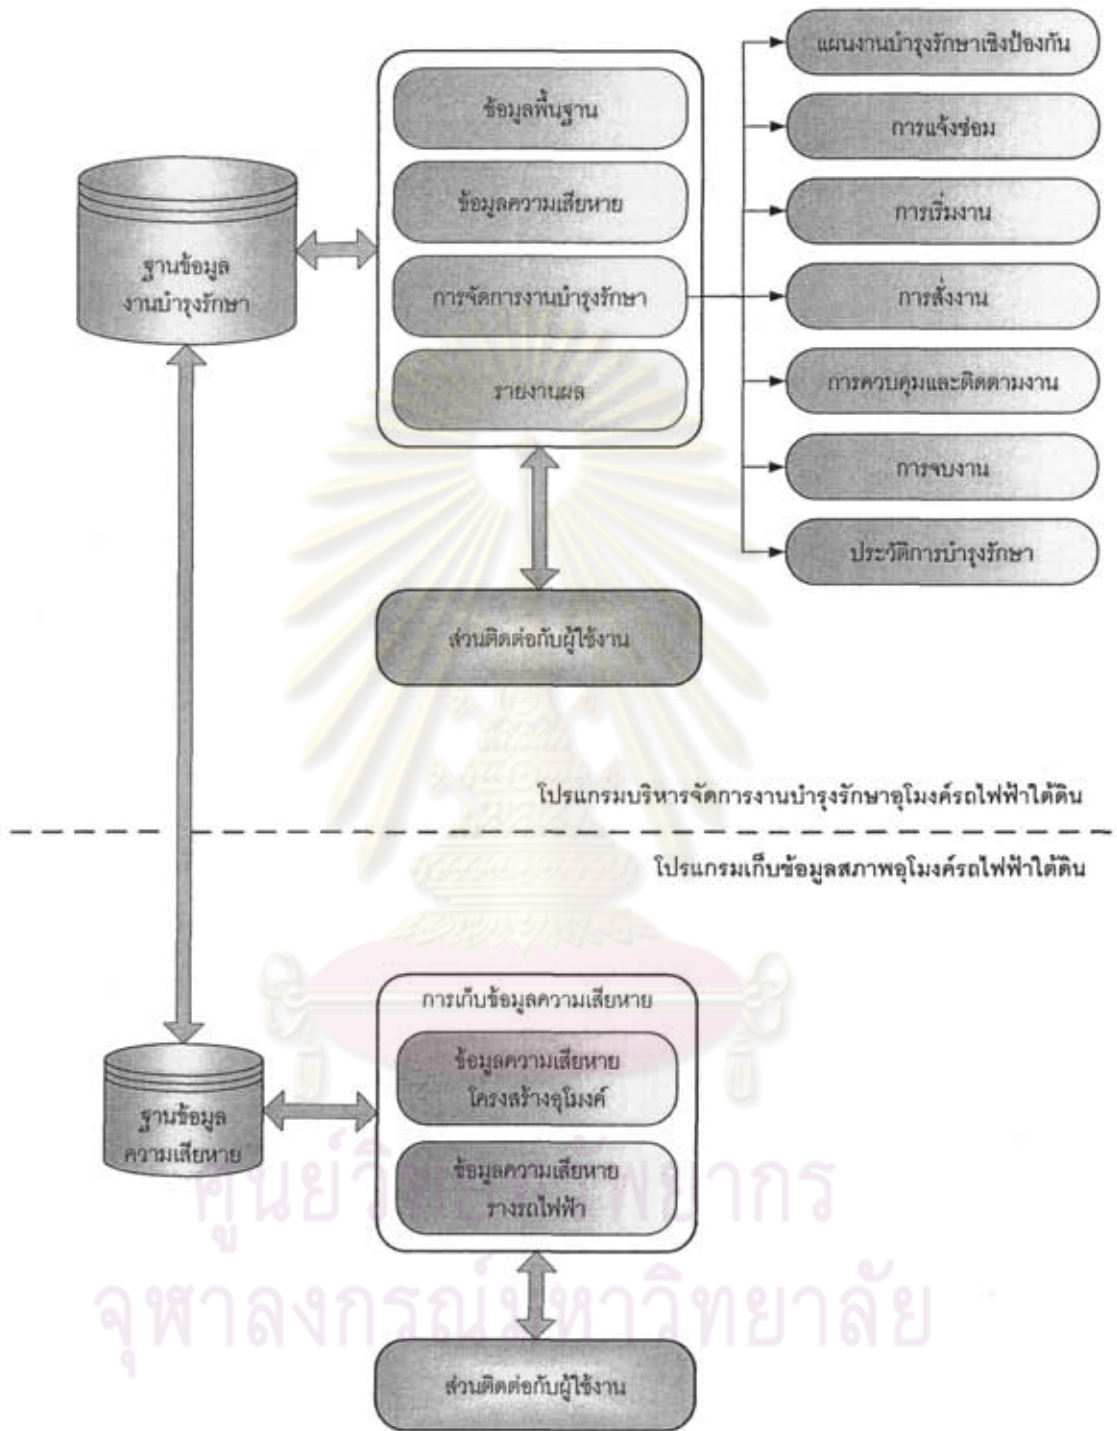 แผนงานบำรุงรักษาเชิงป้องกัน
ข้อมูลพื้นฐาน
การแจ้งซ่อม
ข้อมูลความเสียหาย
การเริ่มงาน
ฐานข้อมูล
งานบำรุงรักษา
การจัดการงานบำรุงรักษา
การสั่งงาน
รายงานผล
การควบคุมและติดตามงาน
การจบงาน
ประวัติการบำรุงรักษา
ส่วนติดต่อกับผู้ใช้งาน
โปรแกรมบริหารจัดการงานบำรุงรักษาอุโมงค์รถไฟฟ้าใต้ดิน
โปรแกรมเก็บข้อมูลสภาพอุโมงค์รถไฟฟ้าใต้ดิน
การเก็บข้อมูลความเสียหาย
ข้อมูลความเสียหาย
โครงสร้างอุโมงค์
ฐานข้อมูล
ความเสียหาย
ข้อมูลความเสียหาย
รางรถไฟฟ้า
ศูนย์วิทยทรัพยากร
จุฬาลงกรณ์มหาวิทยาลัย
ส่วนติดต่อกับผู้ใช้งาน